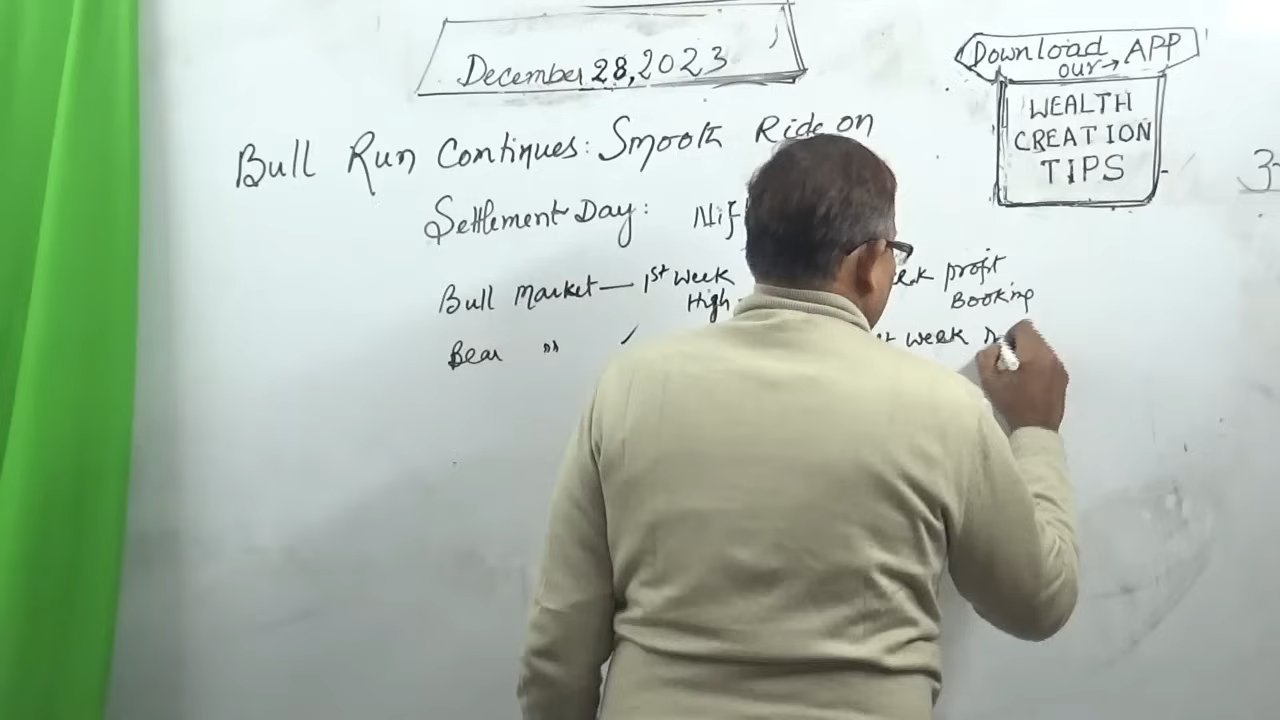 December 28, 2023
Download
our → APP
WEALTH
CREATION
TIPS
Bull Run Continues: Smooth Ride on
Settlement Day: Nif
Bull Market — 1st Week profit
High Booking
Bear " week